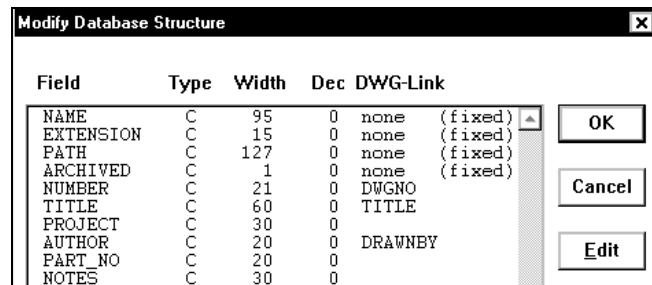 Modify Database Structure
Field Type Width Dec DWG-Link
NAME C 95 0 none (fixed)
EXTENSION C 15 0 none (fixed)
PATH C 127 0 none (fixed)
ARCHIVED C 1 0 none (fixed)
NUMBER C 21 0 DWGNO
TITLE C 60 0 TITLE
PROJECT C 30 0
AUTHOR C 20 0 DRAWNBY
PART_NO C 20 0
NOTES C 30 0
OK
Cancel
Edit